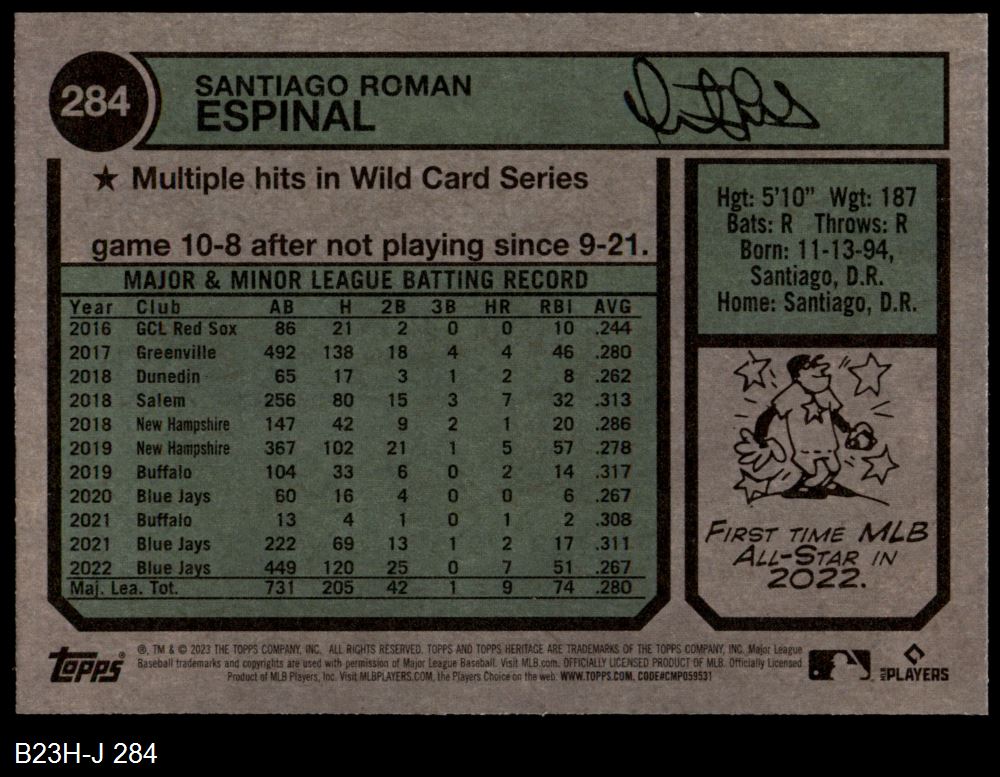 284
SANTIAGO ROMAN
ESPINAL
★ Multiple hits in Wild Card Series
game 10-8 after not playing since 9-21.
MAJOR & MINOR LEAGUE BATTING RECORD
Year Club AB H 2B 3B HR RBI AVG
2016 GCL Red Sox 86 21 2 0 0 10 .244
2017 Greenville 492 138 18 4 4 46 .280
2018 Dunedin 65 17 3 1 2 8 .262
2018 Salem 256 80 15 3 7 32 .313
2018 New Hampshire 147 42 9 2 1 20 .286
2019 New Hampshire 367 102 21 1 5 57 .278
2019 Buffalo 104 33 6 0 2 14 .317
2020 Blue Jays 60 16 4 0 0 6 .267
2021 Buffalo 13 4 1 0 1 2 .308
2021 Blue Jays 222 69 13 1 2 17 .311
2022 Blue Jays 449 120 25 0 7 51 .267
Maj. Lea. Tot. 731 205 42 1 9 74 .280
Hgt: 5'10" Wgt: 187
Bats: R Throws: R
Born: 11-13-94,
Santiago, D.R.
Home: Santiago, D.R.
FIRST TIME MLB
ALL-STAR IN
2022.
Topps
®, TM & © 2023 THE TOPPS COMPANY, INC. ALL RIGHTS RESERVED. TOPPS AND TOPPS HERITAGE ARE TRADEMARKS OF THE TOPPS COMPANY, INC. Major League
Baseball trademarks and copyrights are used with permission of Major League Baseball. Visit MLB.com. OFFICIALLY LICENSED PRODUCT OF MLB. Officially Licensed
Product of MLB Players, Inc. Visit MLBPLAYERS.COM, the Players Choice on the web. WWW.TOPPS.COM. CODE#CMP059531
MLB PLAYERS
B23H-J 284